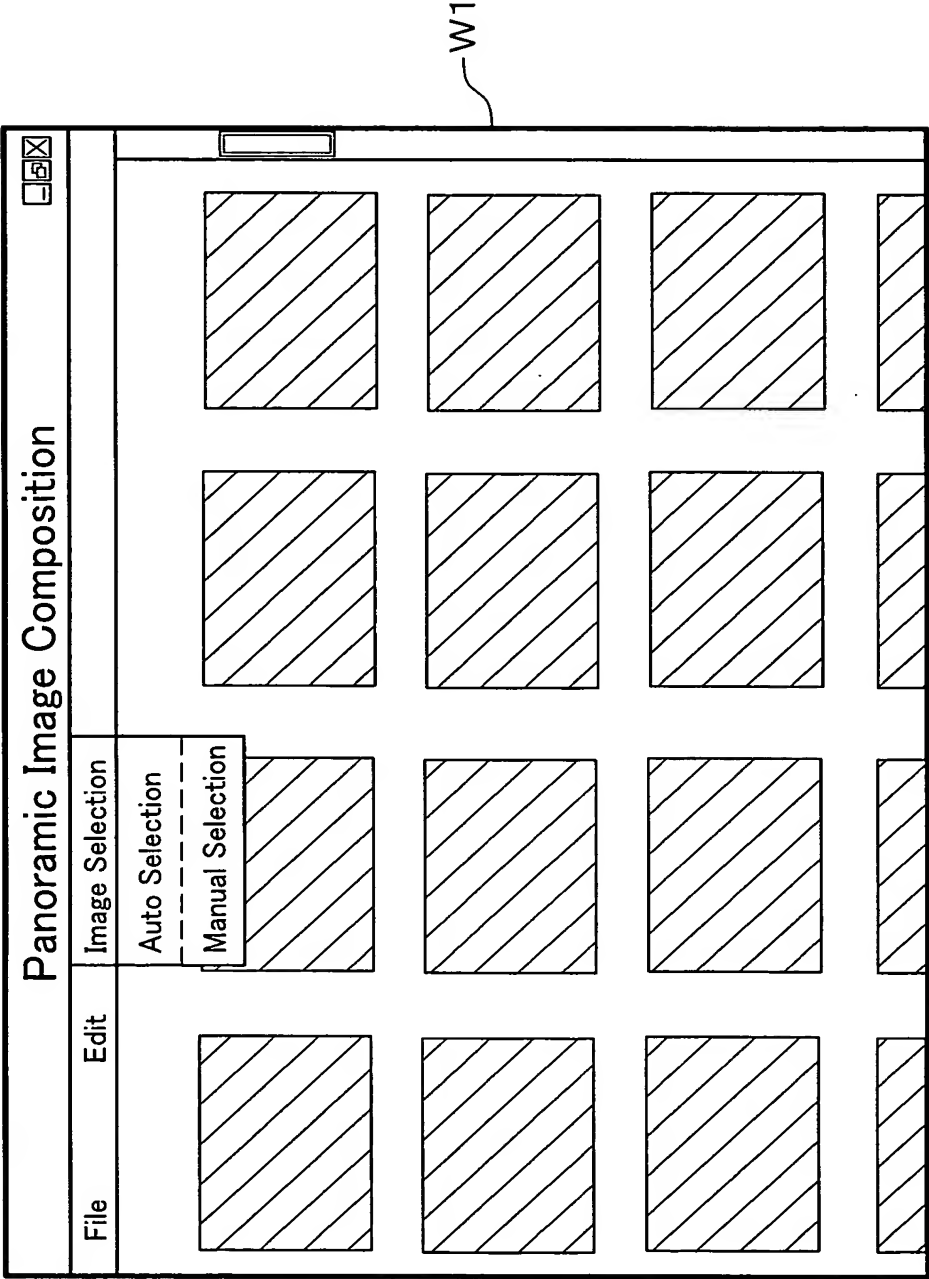 Panoramic Image Composition
File Edit Image Selection
Auto Selection
Manual Selection
W1